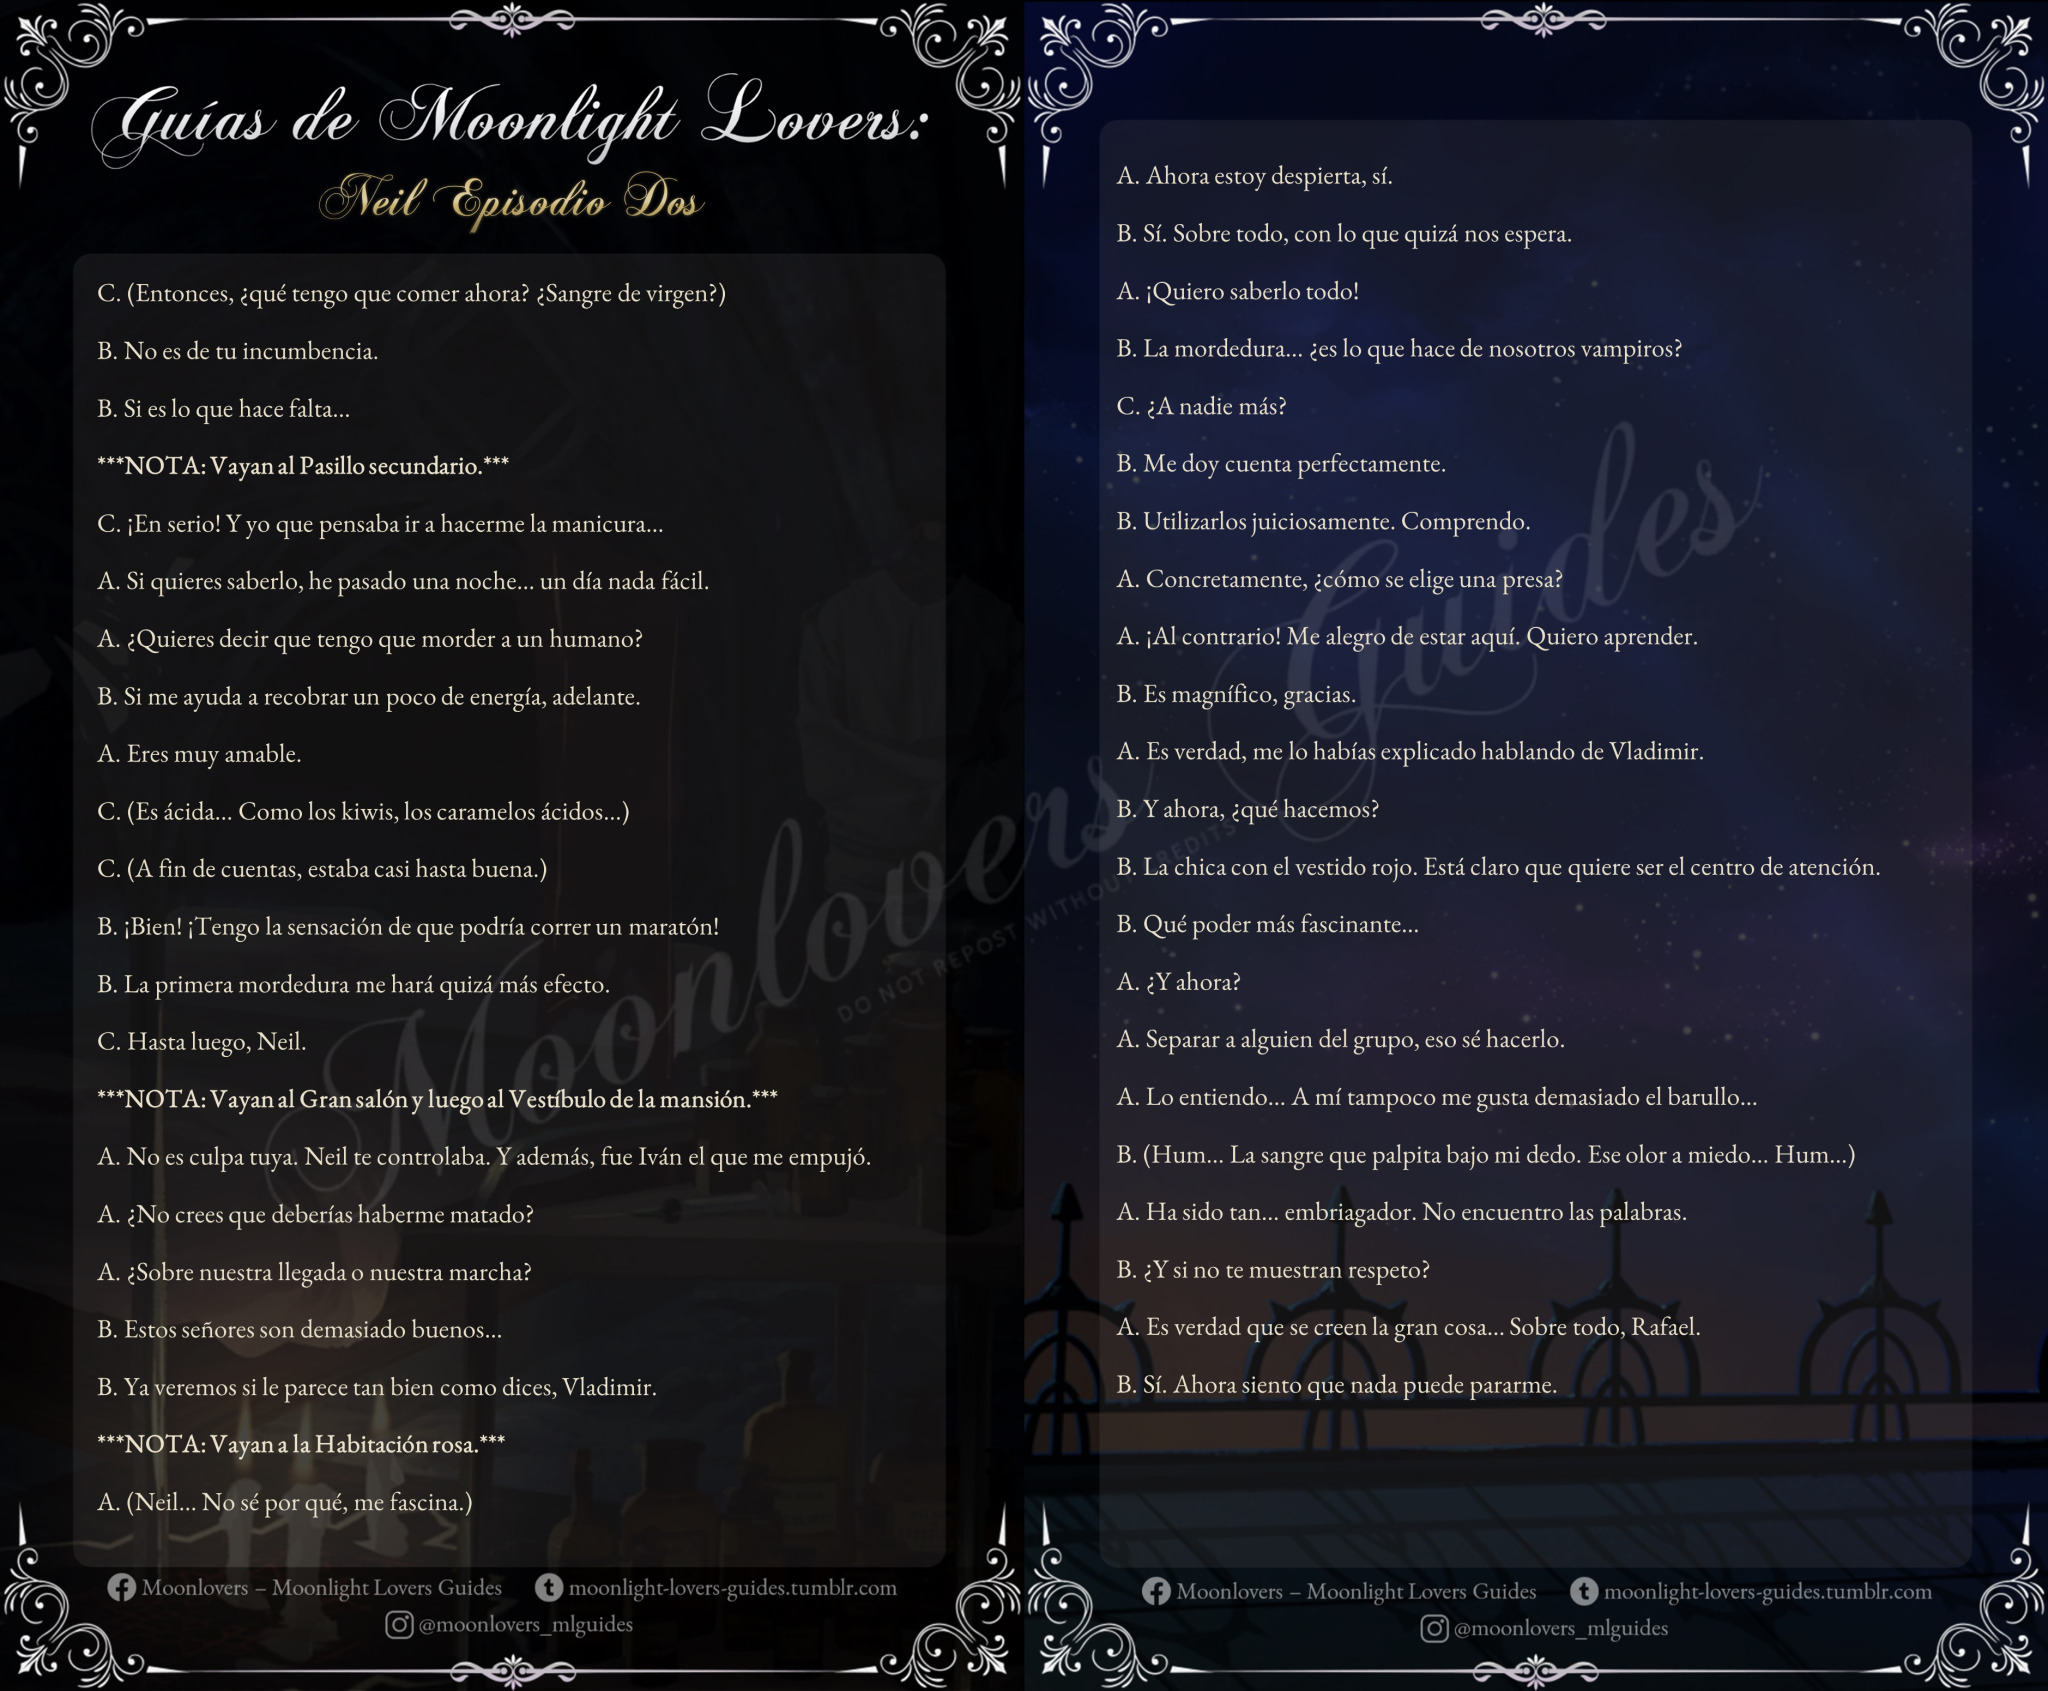 Guías de Moonlight Lovers:
Neil Episodio Dos
C. (Entonces, ¿qué tengo que comer ahora? ¿Sangre de virgen?)
B. No es de tu incumbencia.
B. Si es lo que hace falta...
***NOTA: Vayan al Pasillo secundario.***
C. ¡En serio! Y yo que pensaba ir a hacerme la manicura...
A. Si quieres saberlo, he pasado una noche... un día nada fácil.
A. ¿Quieres decir que tengo que morder a un humano?
B. Si me ayuda a recobrar un poco de energía, adelante.
A. Eres muy amable.
C. (Es ácida... Como los kiwis, los caramelos ácidos...)
C. (A fin de cuentas, estaba casi hasta buena.)
B. ¡Bien! ¡Tengo la sensación de que podría correr un maratón!
B. La primera mordedura me hará quizá más efecto.
C. Hasta luego, Neil.
***NOTA: Vayan al Gran salón y luego al Vestíbulo de la mansión.***
A. No es culpa tuya. Neil te controlaba. Y además, fue Iván el que me empujó.
A. ¿No crees que deberías haberme matado?
A. ¿Sobre nuestra llegada o nuestra marcha?
B. Estos señores son demasiado buenos...
B. Ya veremos si le parece tan bien como dices, Vladimir.
***NOTA: Vayan a la Habitación rosa.***
A. (Neil... No sé por qué, me fascina.)
Moonlovers – Moonlight Lovers Guides moonlight-lovers-guides.tumblr.com
@moonlovers_mlguides
A. Ahora estoy despierta, sí.
B. Sí. Sobre todo, con lo que quizá nos espera.
A. ¡Quiero saberlo todo!
B. La mordedura... ¿es lo que hace de nosotros vampiros?
C. ¿A nadie más?
B. Me doy cuenta perfectamente.
B. Utilizarlos juiciosamente. Comprendo.
A. Concretamente, ¿cómo se elige una presa?
A. ¡Al contrario! Me alegro de estar aquí. Quiero aprender.
B. Es magnífico, gracias.
A. Es verdad, me lo habías explicado hablando de Vladimir.
B. Y ahora, ¿qué hacemos?
B. La chica con el vestido rojo. Está claro que quiere ser el centro de atención.
B. Qué poder más fascinante...
A. ¿Y ahora?
A. Separar a alguien del grupo, eso sé hacerlo.
A. Lo entiendo... A mí tampoco me gusta demasiado el barullo...
B. (Hum... La sangre que palpita bajo mi dedo. Ese olor a miedo... Hum...)
A. Ha sido tan... embriagador. No encuentro las palabras.
B. ¿Y si no te muestran respeto?
A. Es verdad que se creen la gran cosa... Sobre todo, Rafael.
B. Sí. Ahora siento que nada puede pararme.
Moonlovers – Moonlight Lovers Guides moonlight-lovers-guides.tumblr.com
@moonlovers_mlguides
Moonlovers Guides
DO NOT REPOST WITHOUT CREDITS